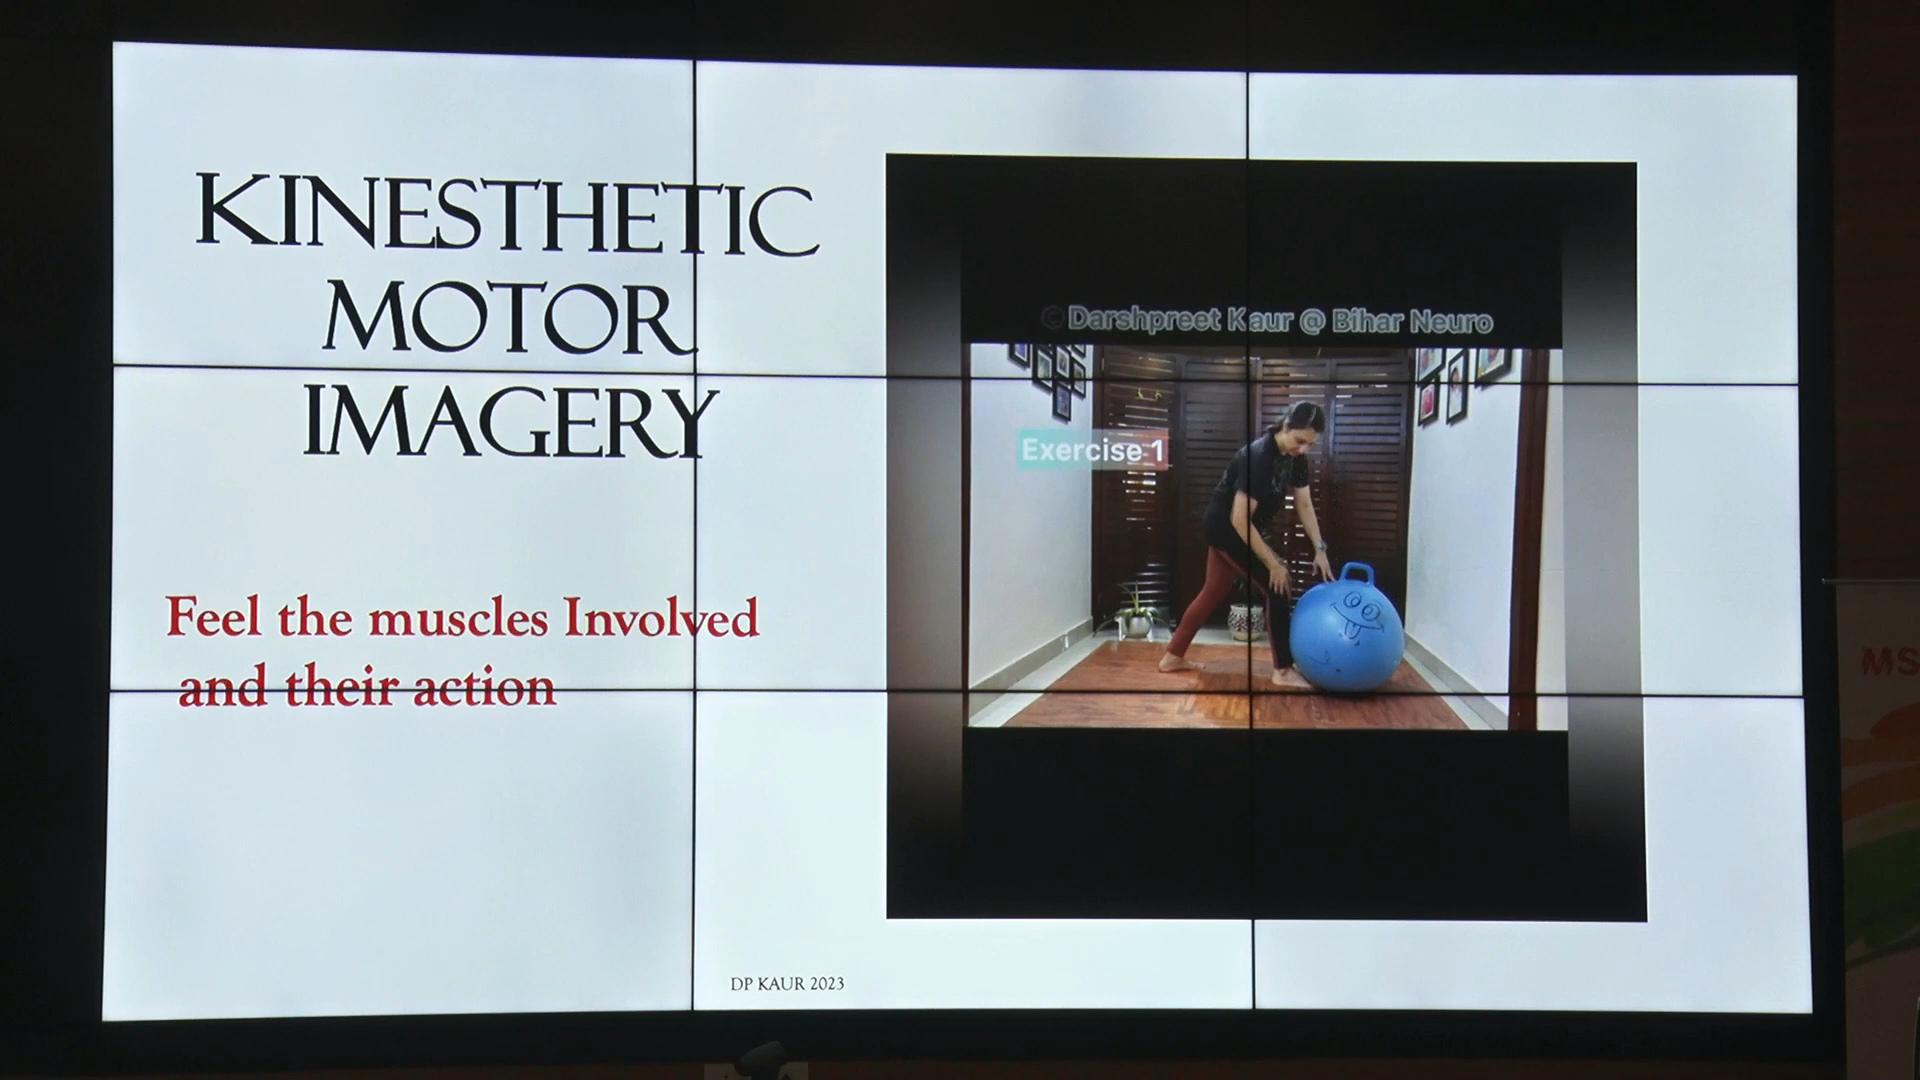 KINESTHETIC
MOTOR
IMAGERY
Feel the muscles Involved
and their action
© Darshpreet Kaur @ Bihar Neuro
Exercise 1
DP KAUR 2023
MS